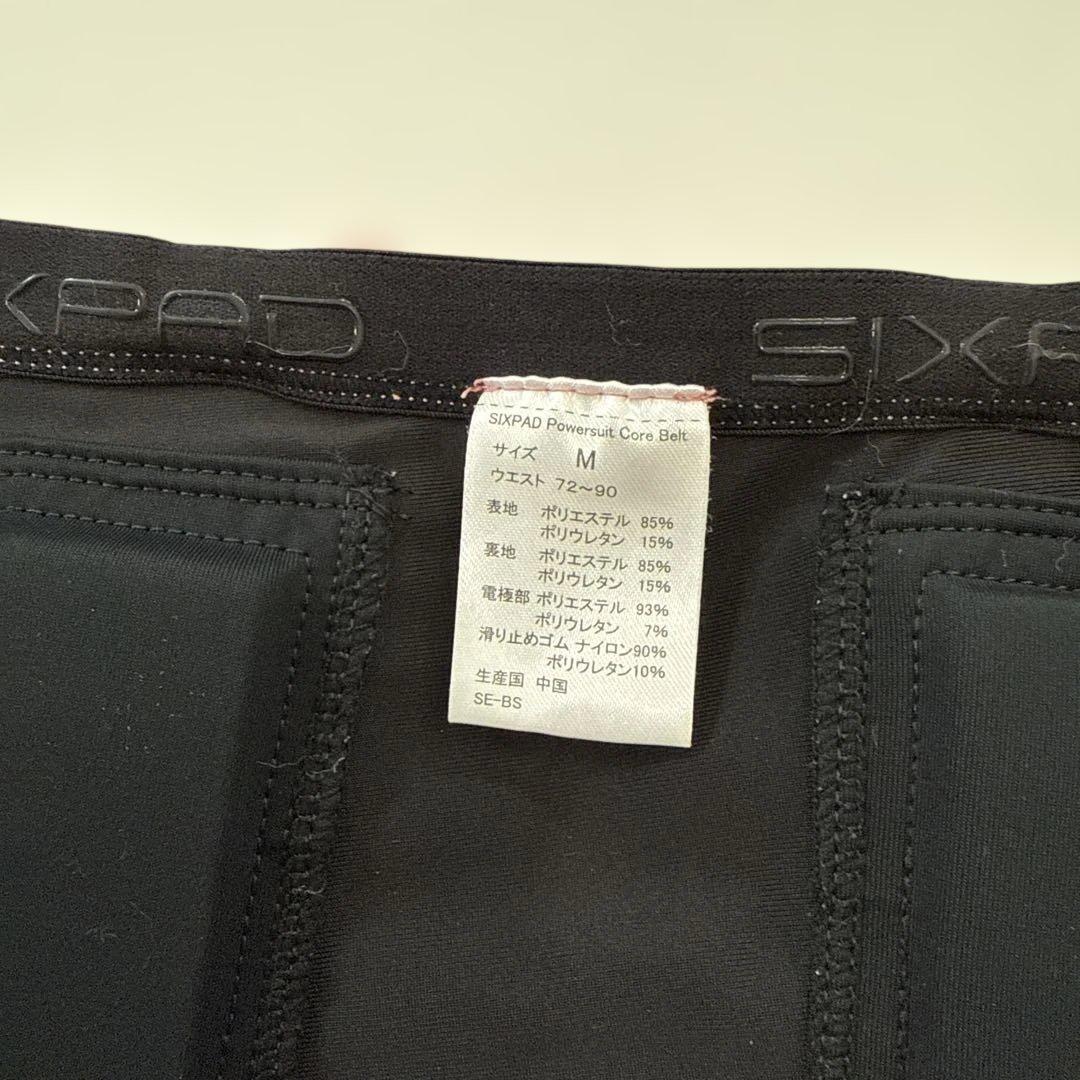 XPAD SIXP
SIXPAD Powersuit Core Belt
サイズ M
ウエスト 72～90
表地 ポリエステル 85%
ポリウレタン 15%
裏地 ポリエステル 85%
ポリウレタン 15%
電極部 ポリエステル 93%
ポリウレタン 7%
滑り止めゴム ナイロン90%
ポリウレタン10%
生産国 中国
SE-BS